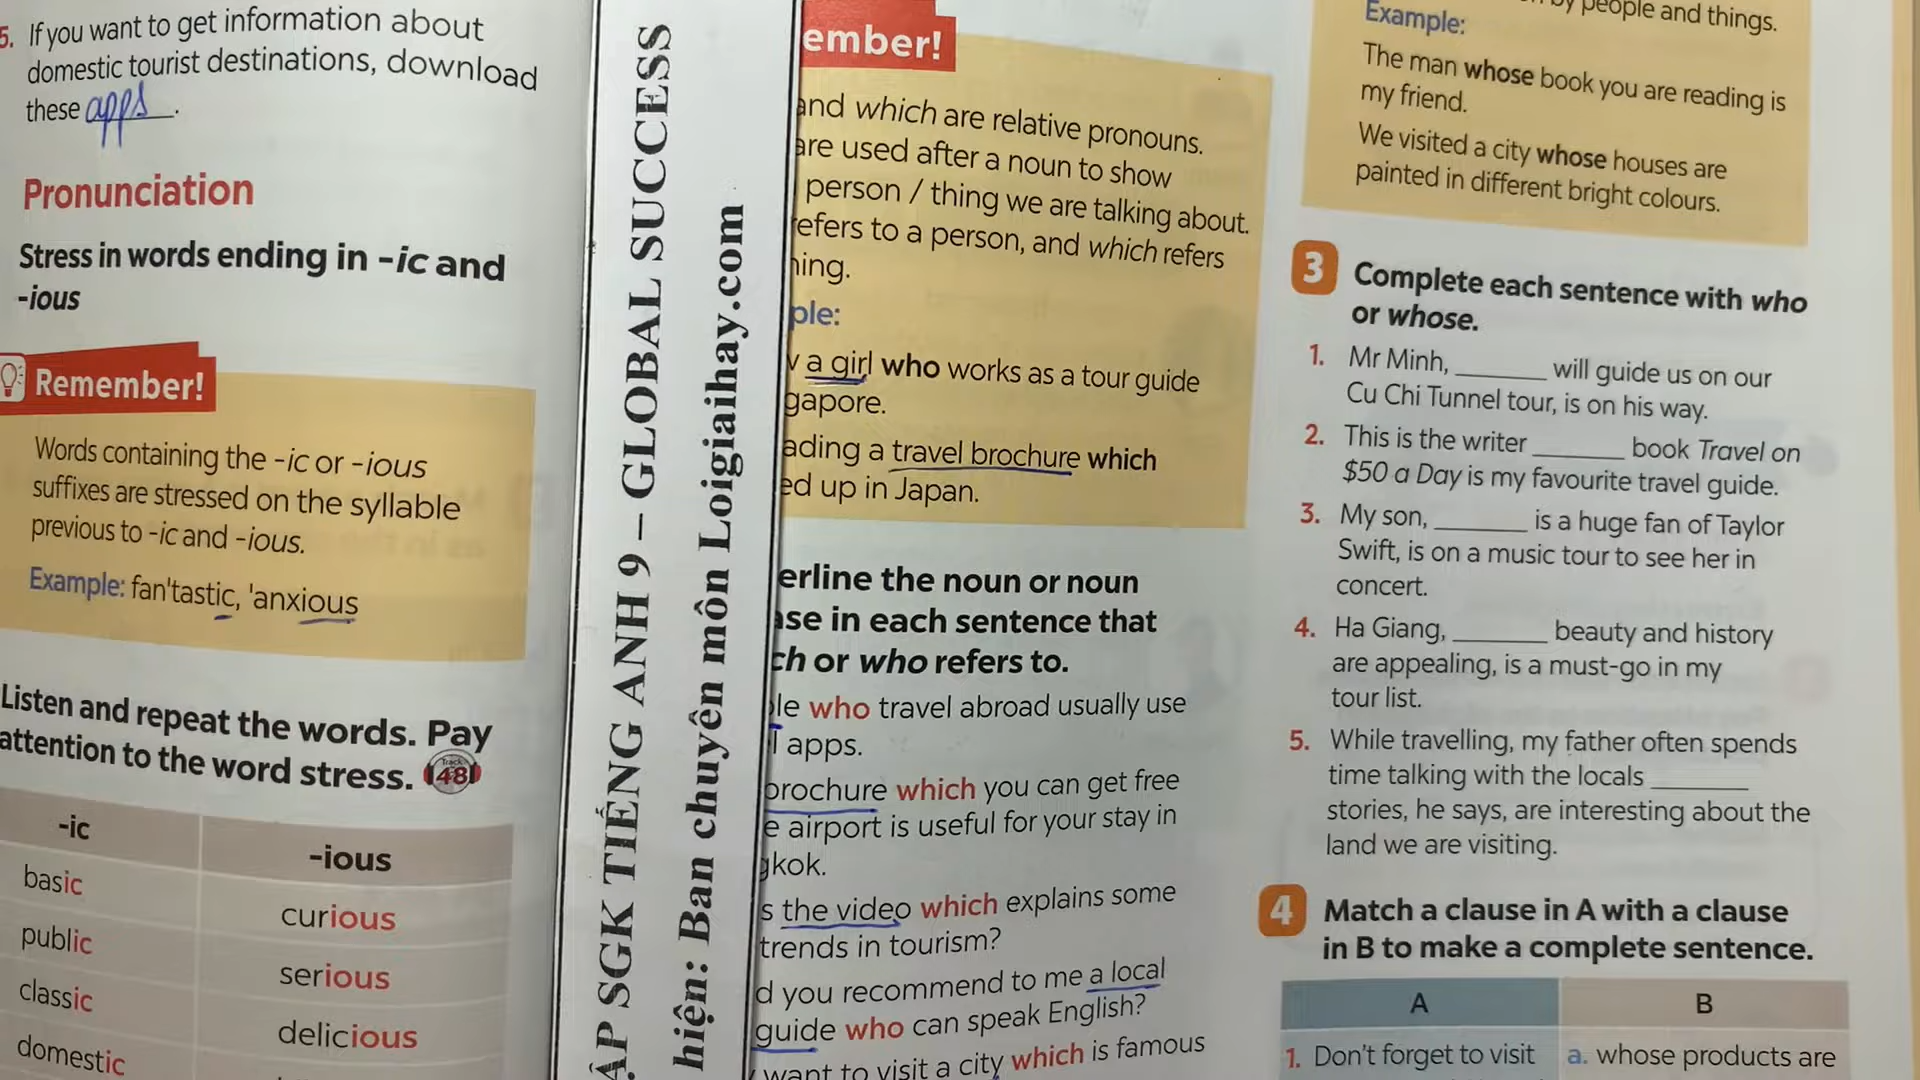 5. If you want to get information about
domestic tourist destinations, download
these apps.
Pronunciation
Stress in words ending in -ic and
-ious
Remember!
Words containing the -ic or -ious
suffixes are stressed on the syllable
previous to -ic and -ious.
Example: fan'tastic, 'anxious
Listen and repeat the words. Pay
attention to the word stress.
Track
48
-ic
-ious
basic
curious
public
serious
classic
delicious
domestic
SGK TIẾNG ANH 9 – GLOBAL SUCCESS
hiện: Ban chuyên môn Loigiaihay.com
ember!
and which are relative pronouns.
are used after a noun to show
person / thing we are talking about.
efers to a person, and which refers
hing.
ple:
a girl who works as a tour guide
gapore.
ading a travel brochure which
ed up in Japan.
erline the noun or noun
ase in each sentence that
ch or who refers to.
le who travel abroad usually use
apps.
brochure which you can get free
e airport is useful for your stay in
gkok.
s the video which explains some
trends in tourism?
d you recommend to me a local
guide who can speak English?
want to visit a city which is famous
by people and things.
Example:
The man whose book you are reading is
my friend.
We visited a city whose houses are
painted in different bright colours.
3 Complete each sentence with who
or whose.
1. Mr Minh, ________ will guide us on our
Cu Chi Tunnel tour, is on his way.
2. This is the writer ________ book Travel on
$50 a Day is my favourite travel guide.
3. My son, ________ is a huge fan of Taylor
Swift, is on a music tour to see her in
concert.
4. Ha Giang, ________ beauty and history
are appealing, is a must-go in my
tour list.
5. While travelling, my father often spends
time talking with the locals ________
stories, he says, are interesting about the
land we are visiting.
4 Match a clause in A with a clause
in B to make a complete sentence.
A
B
1. Don't forget to visit
a. whose products are